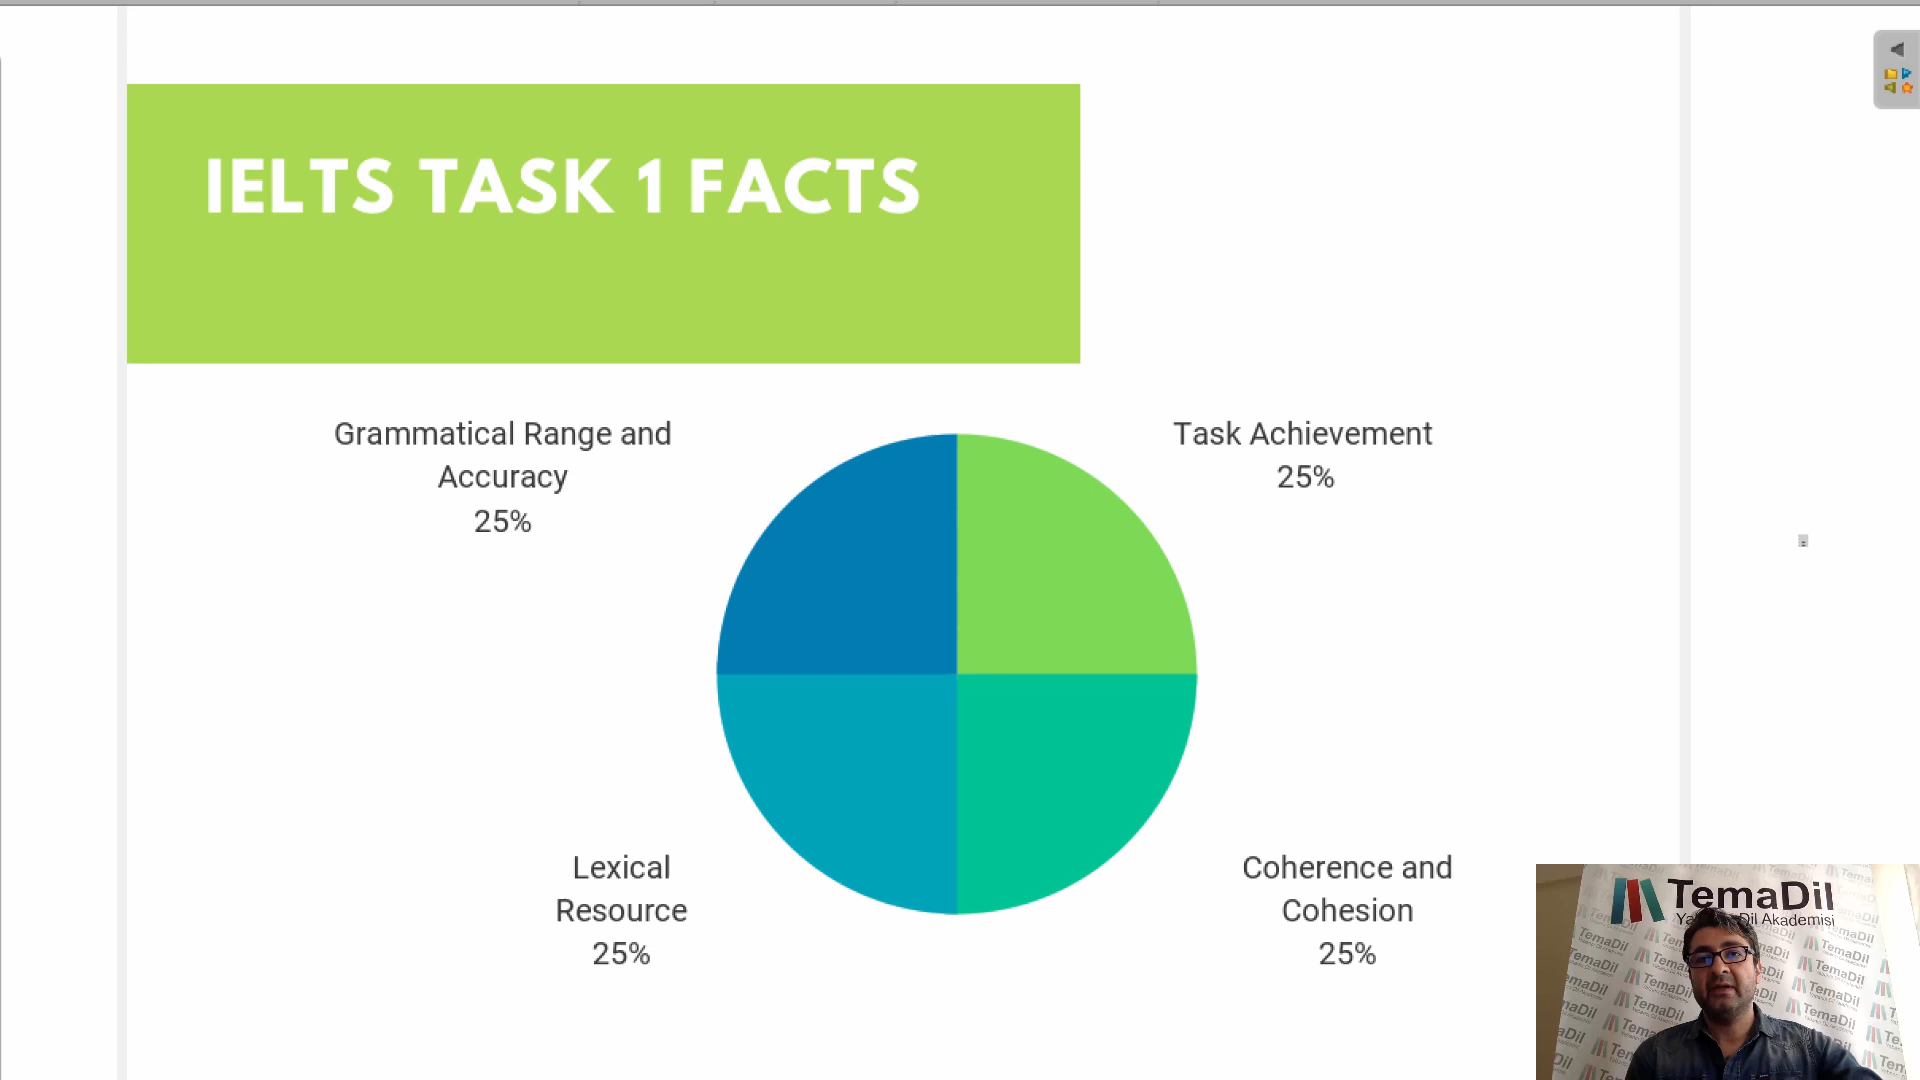 IELTS TASK 1 FACTS
Grammatical Range and
Accuracy
25%
Task Achievement
25%
Lexical
Resource
25%
Coherence and
Cohesion
25%
TemaDil
Dil Akademisi